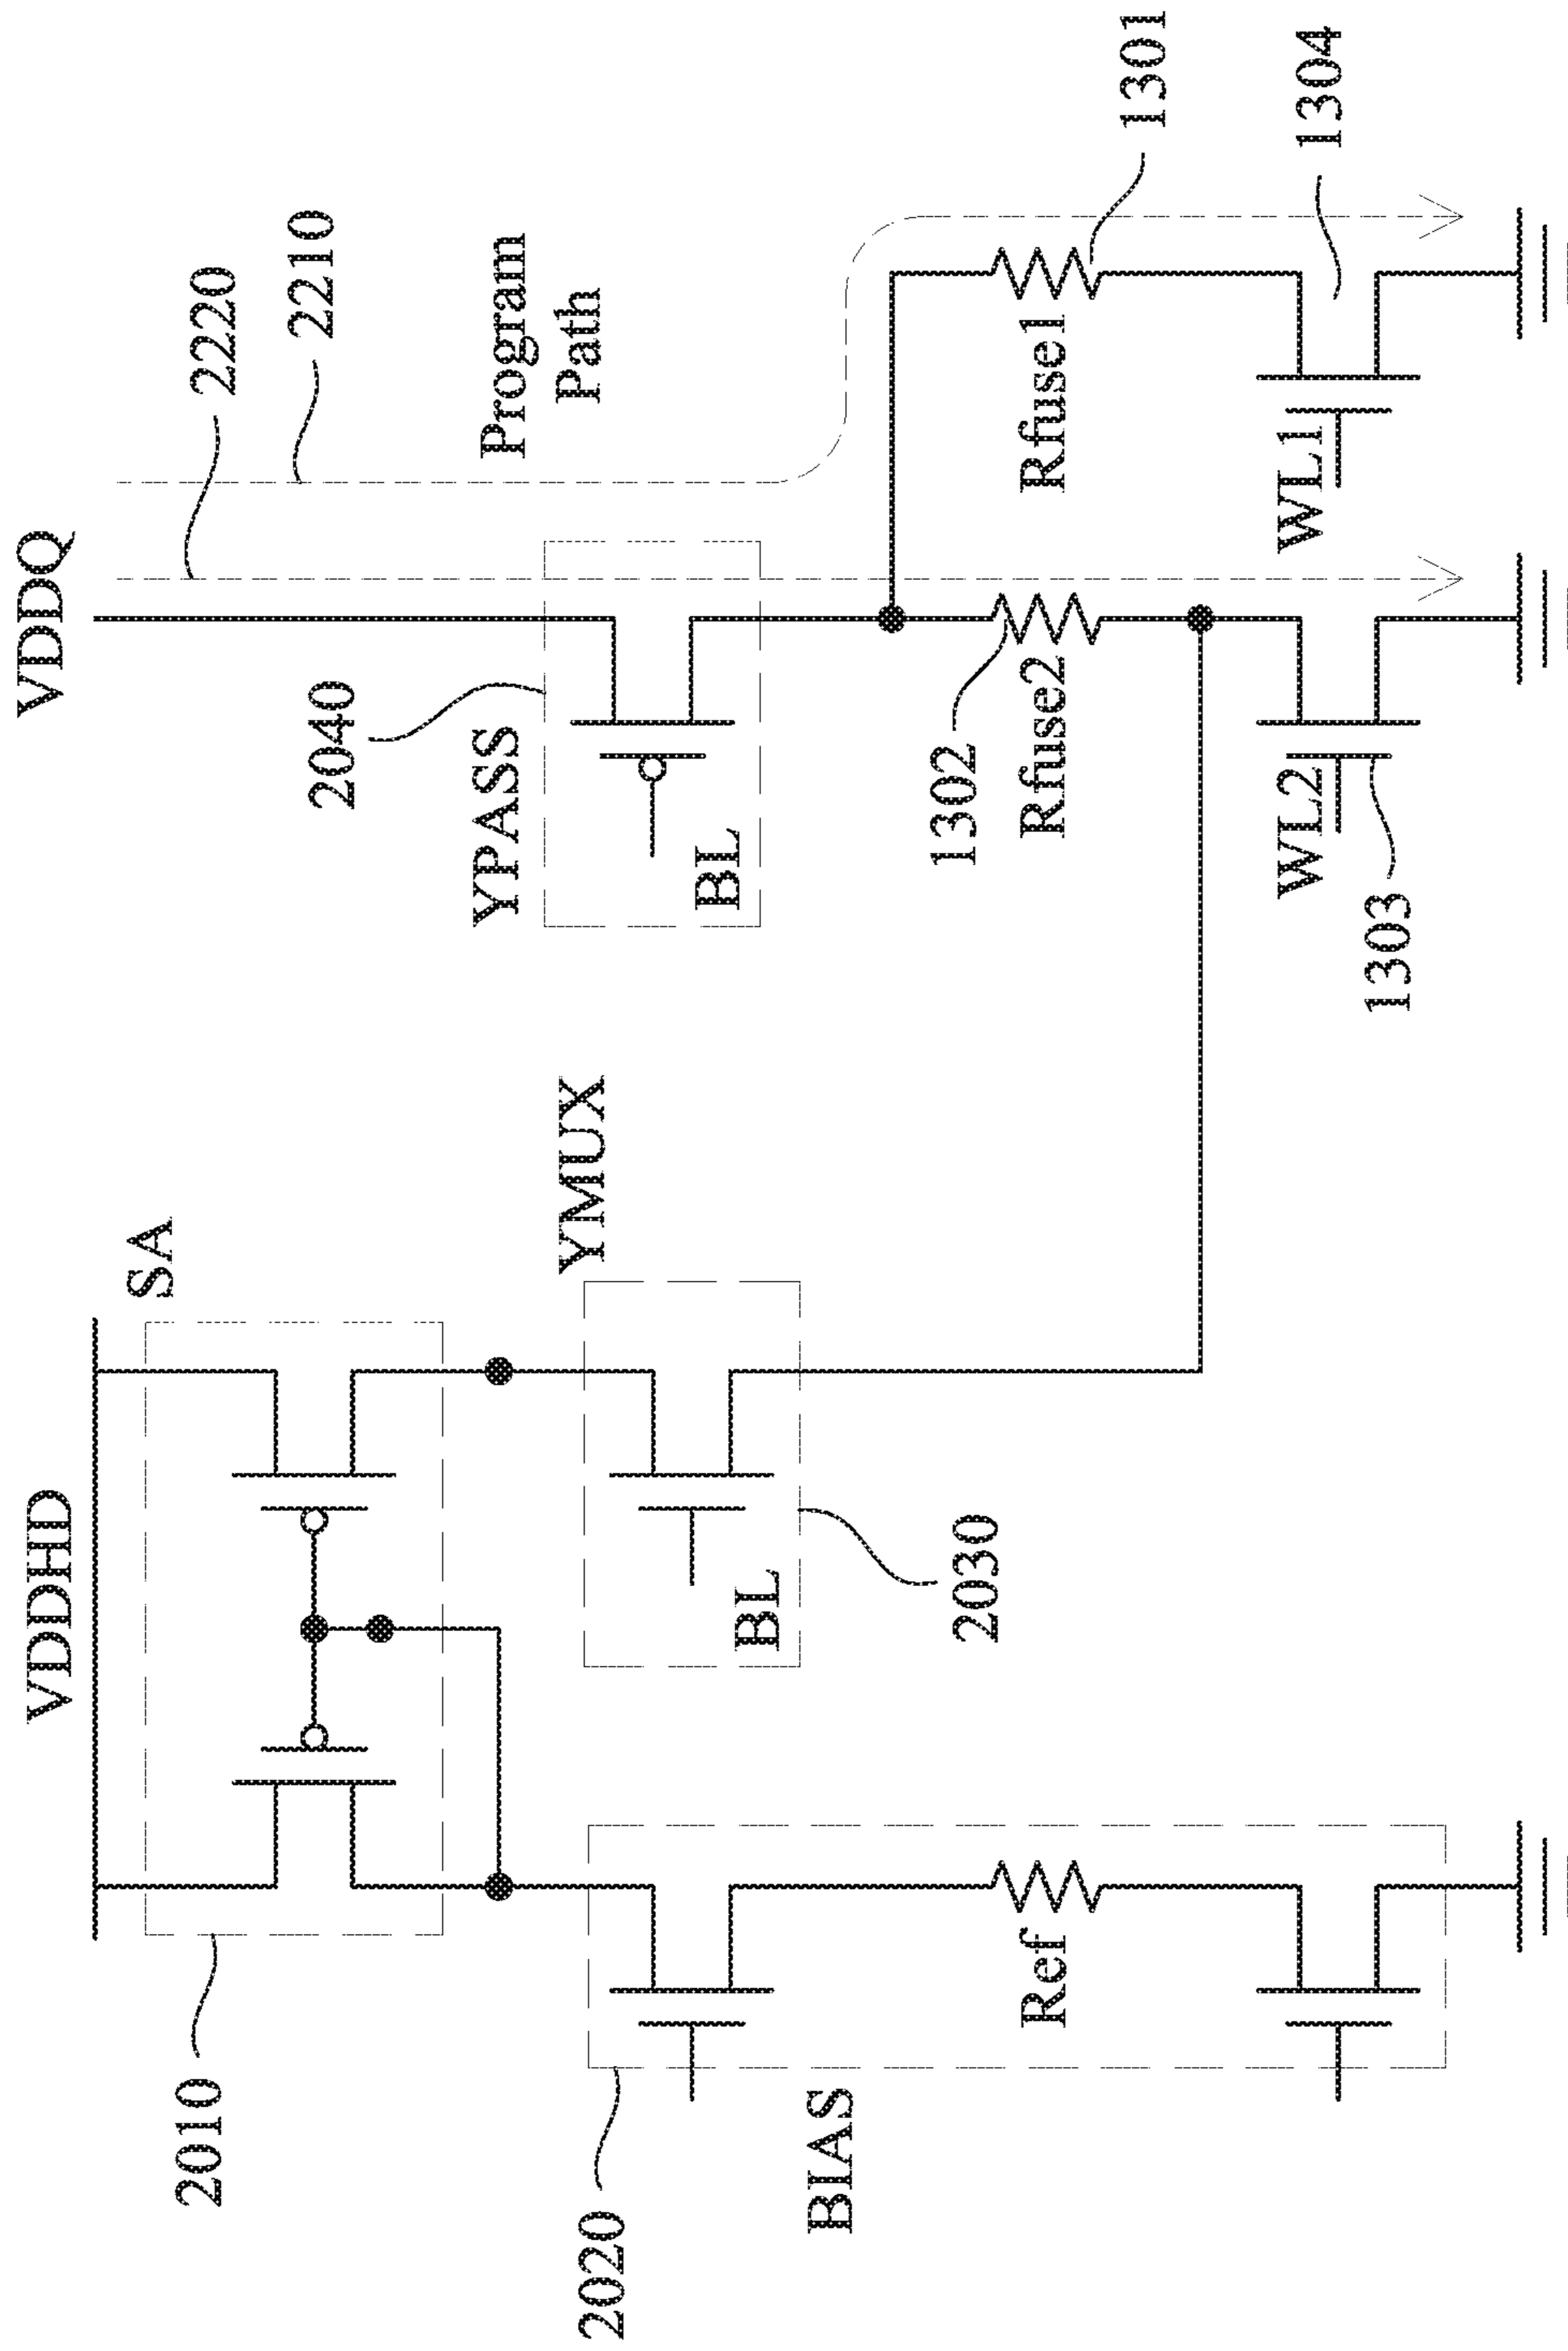 VDDHD
VDDQ
SA
2010
2220
2210
2040
YPASS
Program
Path
YMUX
BL
BL
2020
BIAS
2030
Ref
1302
Rfuse2
Rfuse1
1301
WL2
WL1
1303
1304